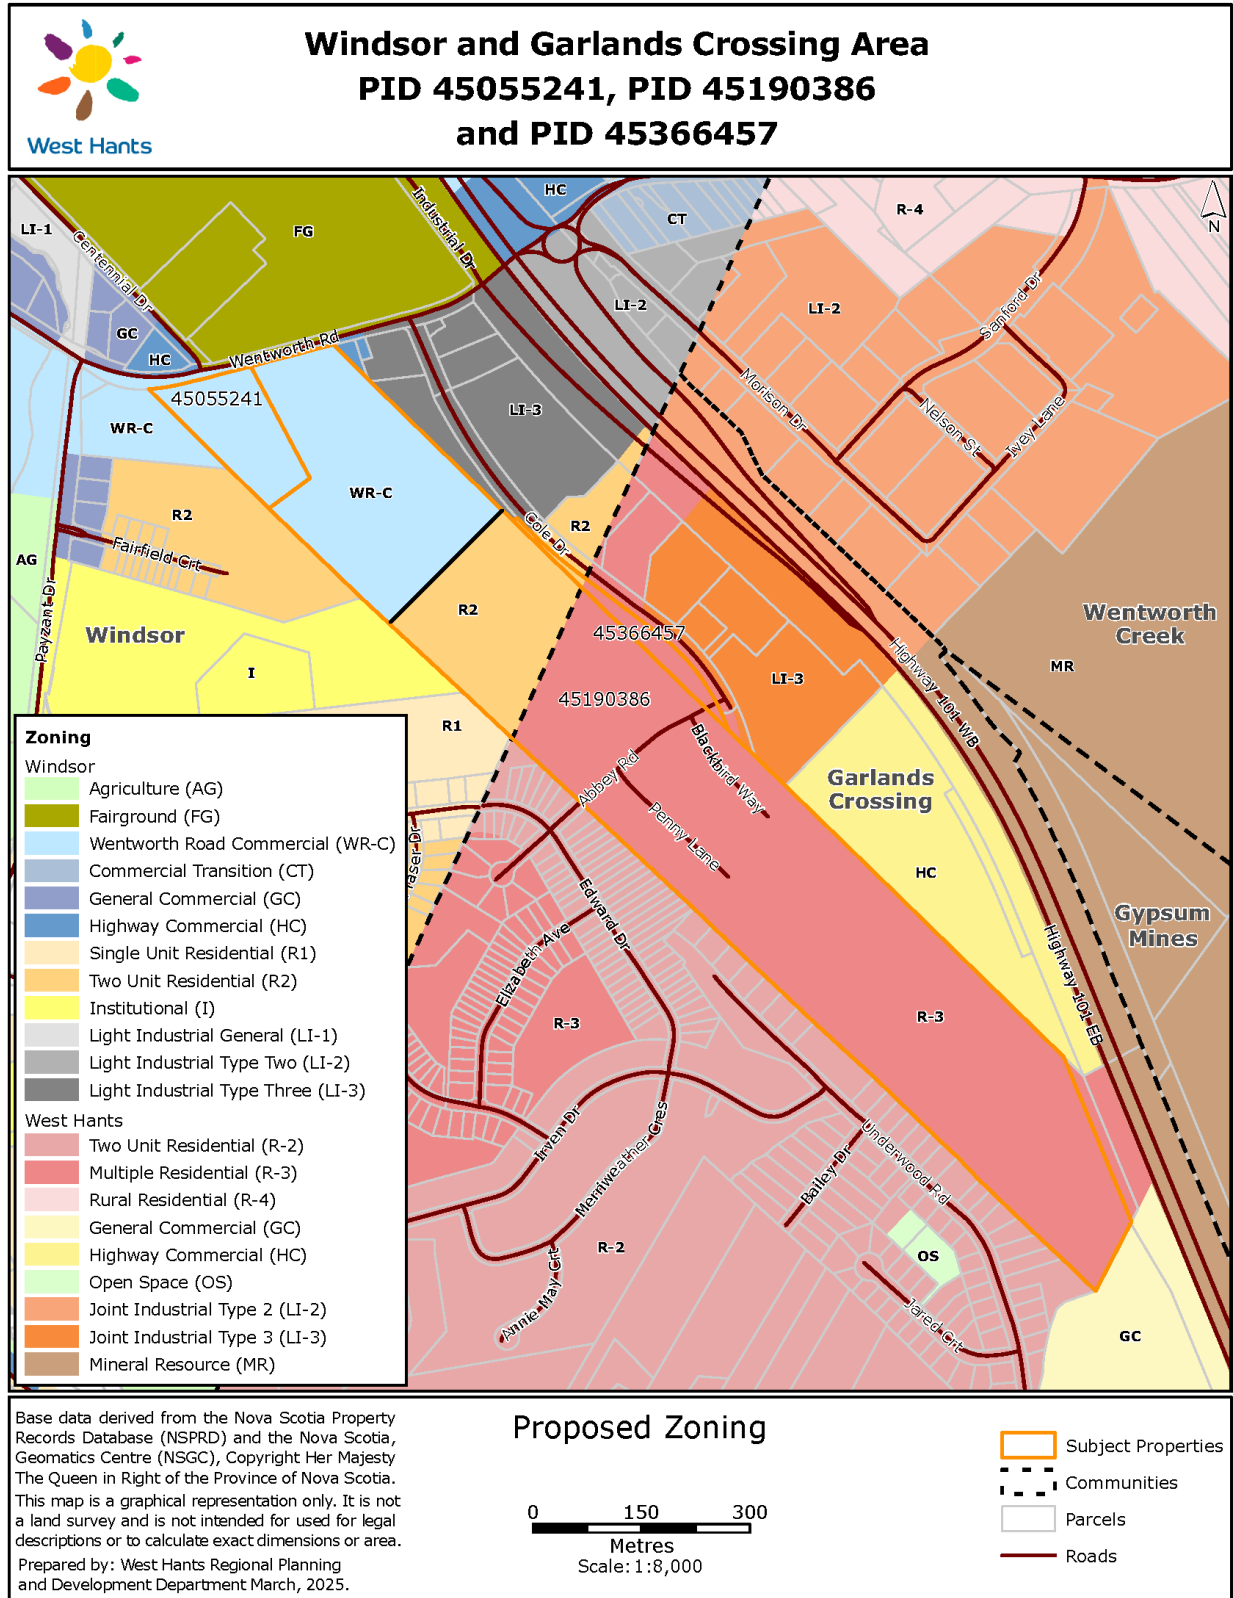 Windsor and Garlands Crossing Area
PID 45055241, PID 45190386
and PID 45366457
West Hants
HC
R-4
LI-1
CT
FG
Industrial Dr
N
Centennial Dr
LI-2
LI-2
GC
Sanford Dr
HC
Wentworth Rd
45055241
Morison Dr
LI-3
WR-C
Nelson St
Ivey Lane
WR-C
R2
Cole Dr
R2
Fairfield Crt
AG
R2
Wentworth
Creek
Payzant Dr
Windsor
45366457
MR
I
LI-3
Highway 101 WB
45190386
R1
Blackbird Way
Abbey Rd
Garlands
Crossing
Penny Lane
raser Dr
HC
Edward Dr
Gypsum
Mines
Elizabeth Ave
Highway 101 EB
R-3
R-3
Irven Dr
Merriweather Cres
Underwood Rd
Bailey Dr
R-2
OS
Annie May Crt
Jared Crt
GC
Zoning
Windsor
Agriculture (AG)
Fairground (FG)
Wentworth Road Commercial (WR-C)
Commercial Transition (CT)
General Commercial (GC)
Highway Commercial (HC)
Single Unit Residential (R1)
Two Unit Residential (R2)
Institutional (I)
Light Industrial General (LI-1)
Light Industrial Type Two (LI-2)
Light Industrial Type Three (LI-3)
West Hants
Two Unit Residential (R-2)
Multiple Residential (R-3)
Rural Residential (R-4)
General Commercial (GC)
Highway Commercial (HC)
Open Space (OS)
Joint Industrial Type 2 (LI-2)
Joint Industrial Type 3 (LI-3)
Mineral Resource (MR)
Base data derived from the Nova Scotia Property
Records Database (NSPRD) and the Nova Scotia,
Geomatics Centre (NSGC), Copyright Her Majesty
The Queen in Right of the Province of Nova Scotia.
This map is a graphical representation only. It is not
a land survey and is not intended for used for legal
descriptions or to calculate exact dimensions or area.
Prepared by: West Hants Regional Planning
and Development Department March, 2025.
Proposed Zoning
0 150 300
Metres
Scale: 1:8,000
Subject Properties
Communities
Parcels
Roads